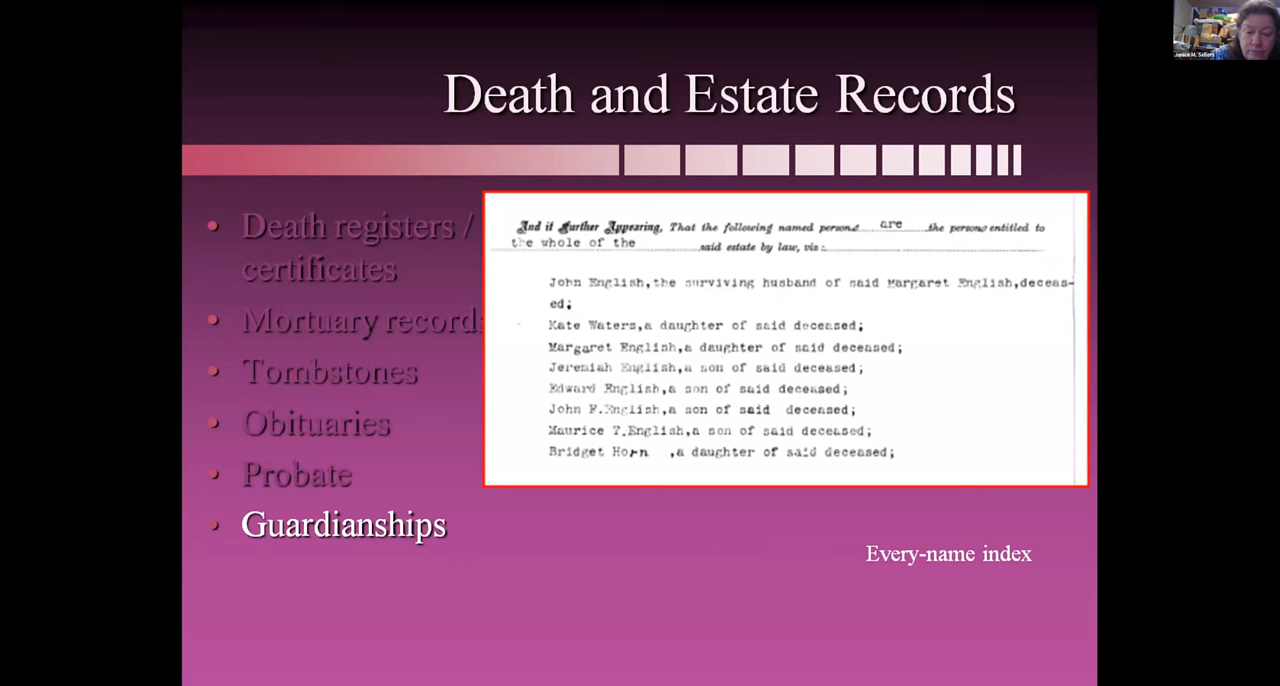 Janice M. Sellers
Death and Estate Records
• Death registers /
certificates
• Mortuary records
• Tombstones
• Obituaries
• Probate
• Guardianships
And it Further Appearing, That the following named persons are the persons entitled to
the whole of the said estate by law, viz:
John English,the surviving husband of said Margaret English,deceas-
ed;
Kate Waters,a daughter of said deceased;
Margaret English,a daughter of said deceased;
Jeremiah English,a son of said deceased;
Edward English,a son of said deceased;
John F.English,a son of said deceased;
Maurice T.English,a son of said deceased;
Bridget Horn ,a daughter of said deceased;
Every-name index